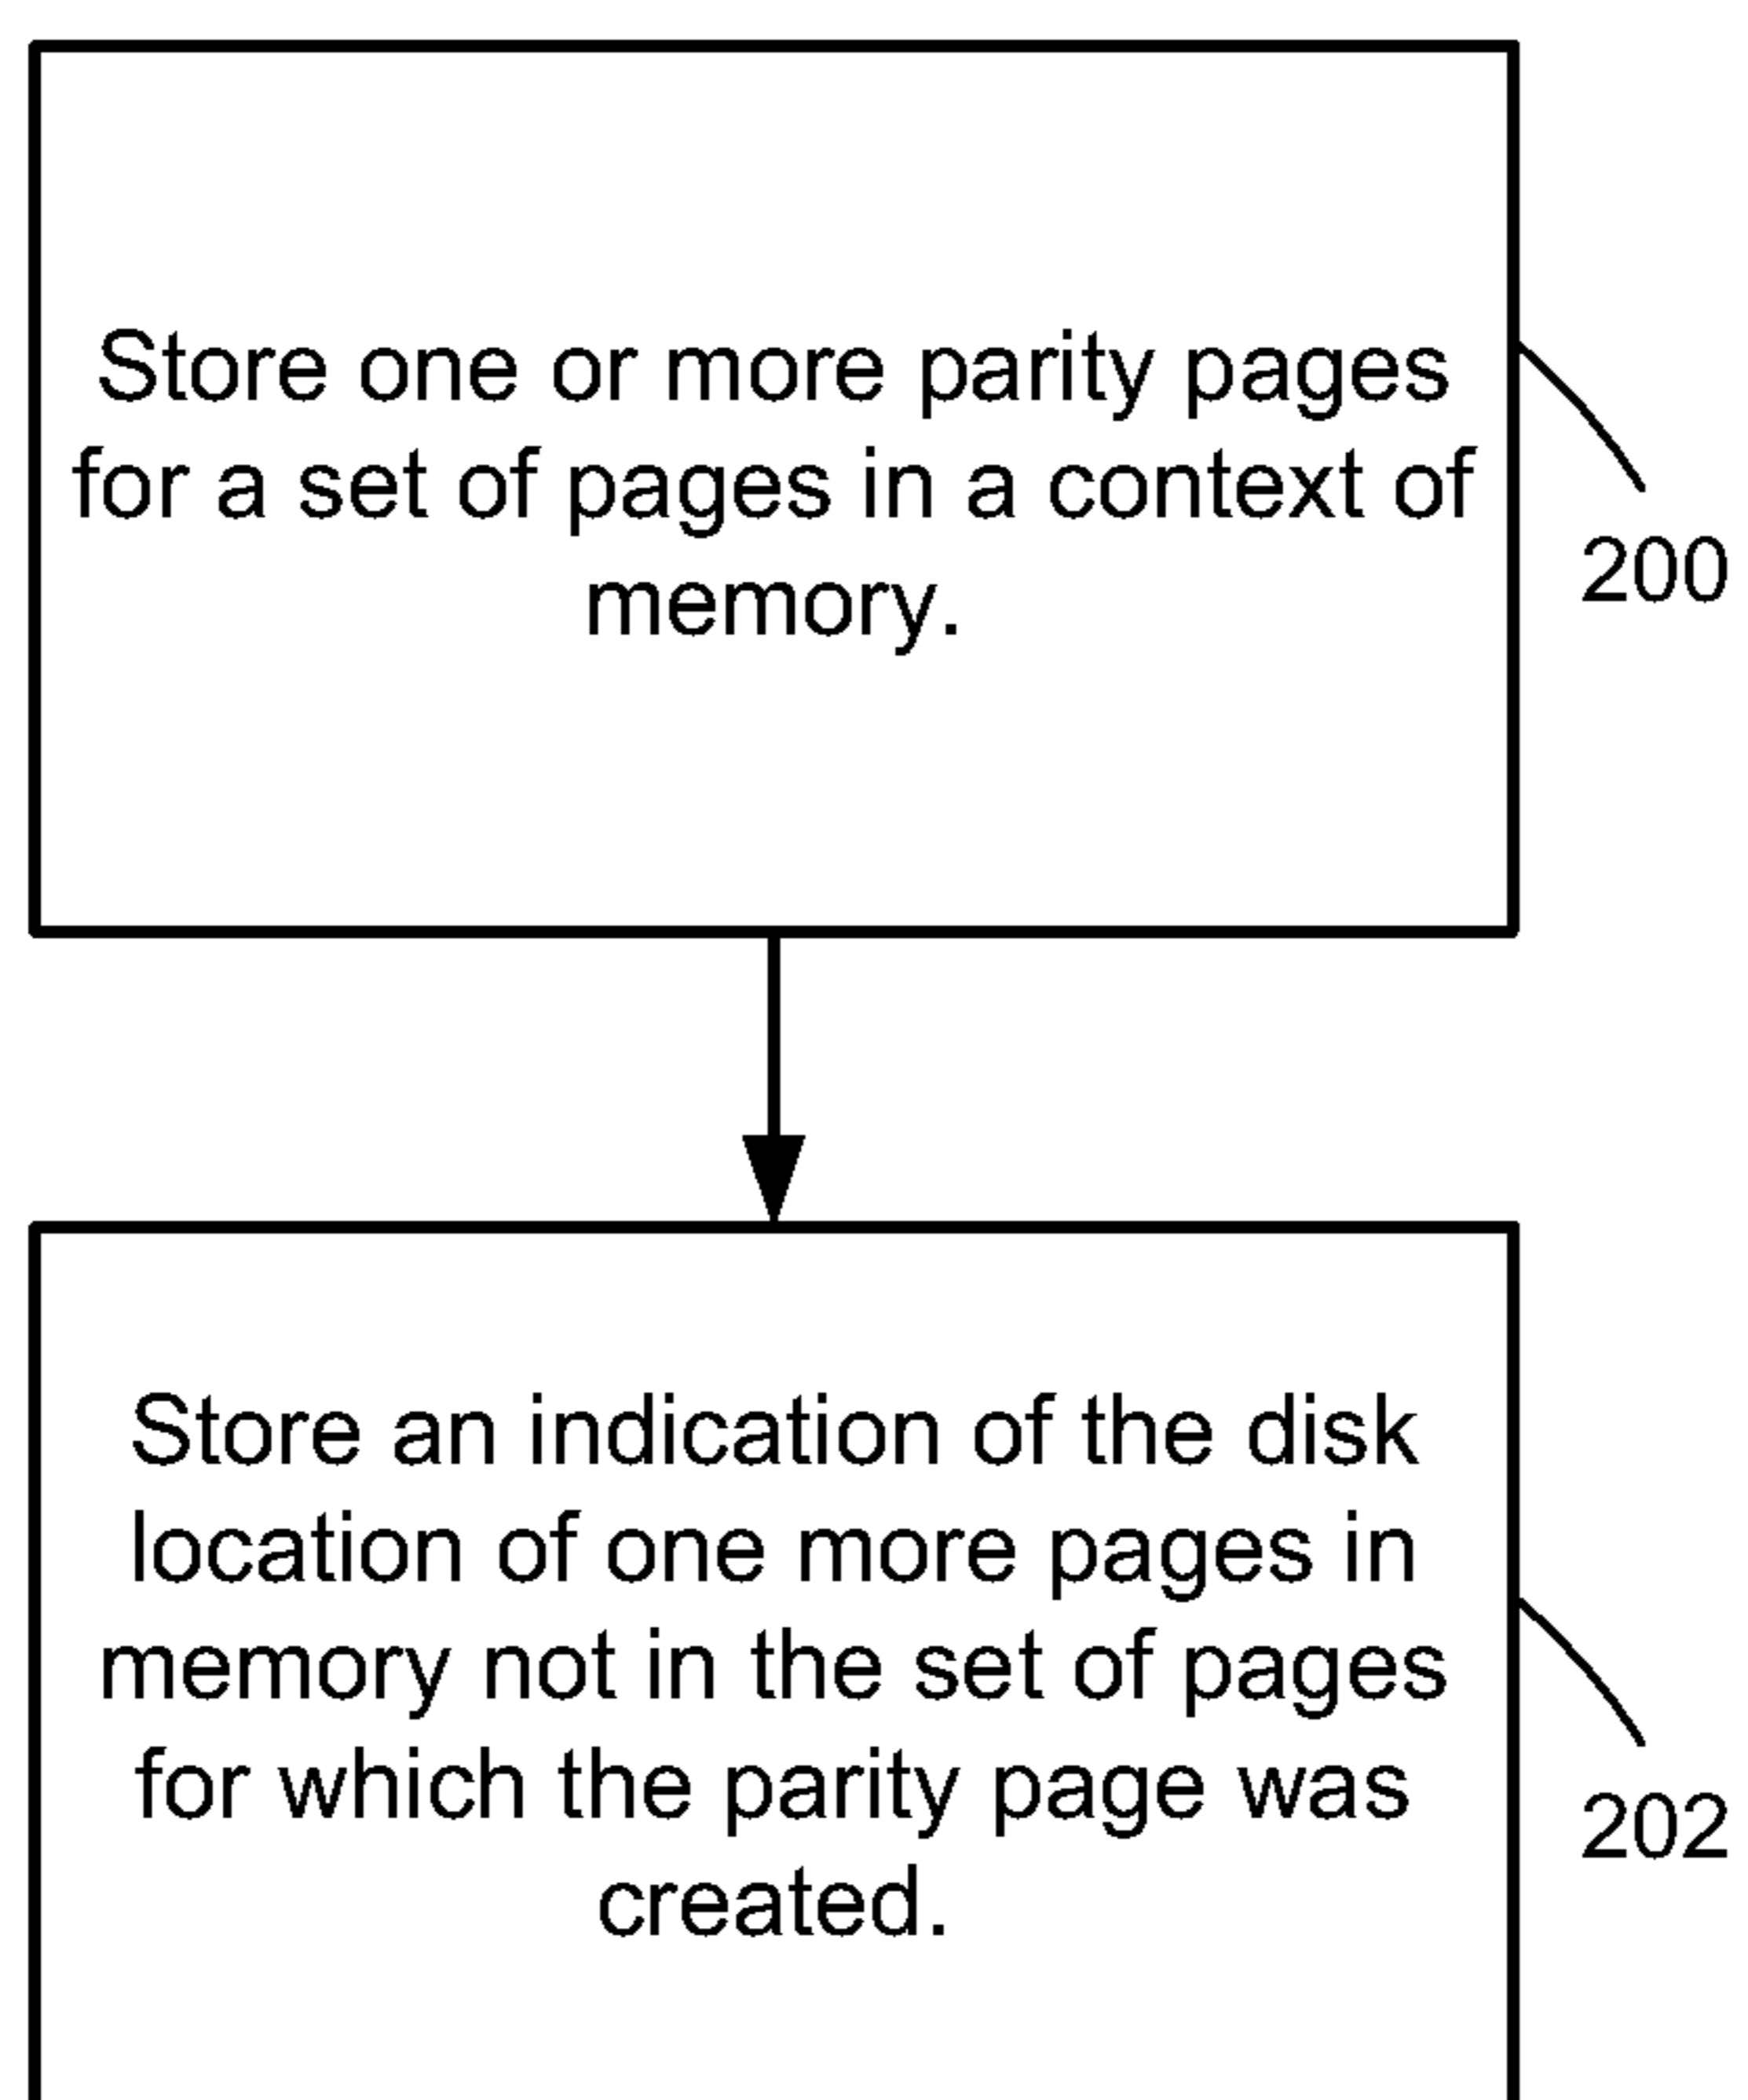 Store one or more parity pages
for a set of pages in a context of
memory.
200
Store an indication of the disk
location of one more pages in
memory not in the set of pages
for which the parity page was
created.
202